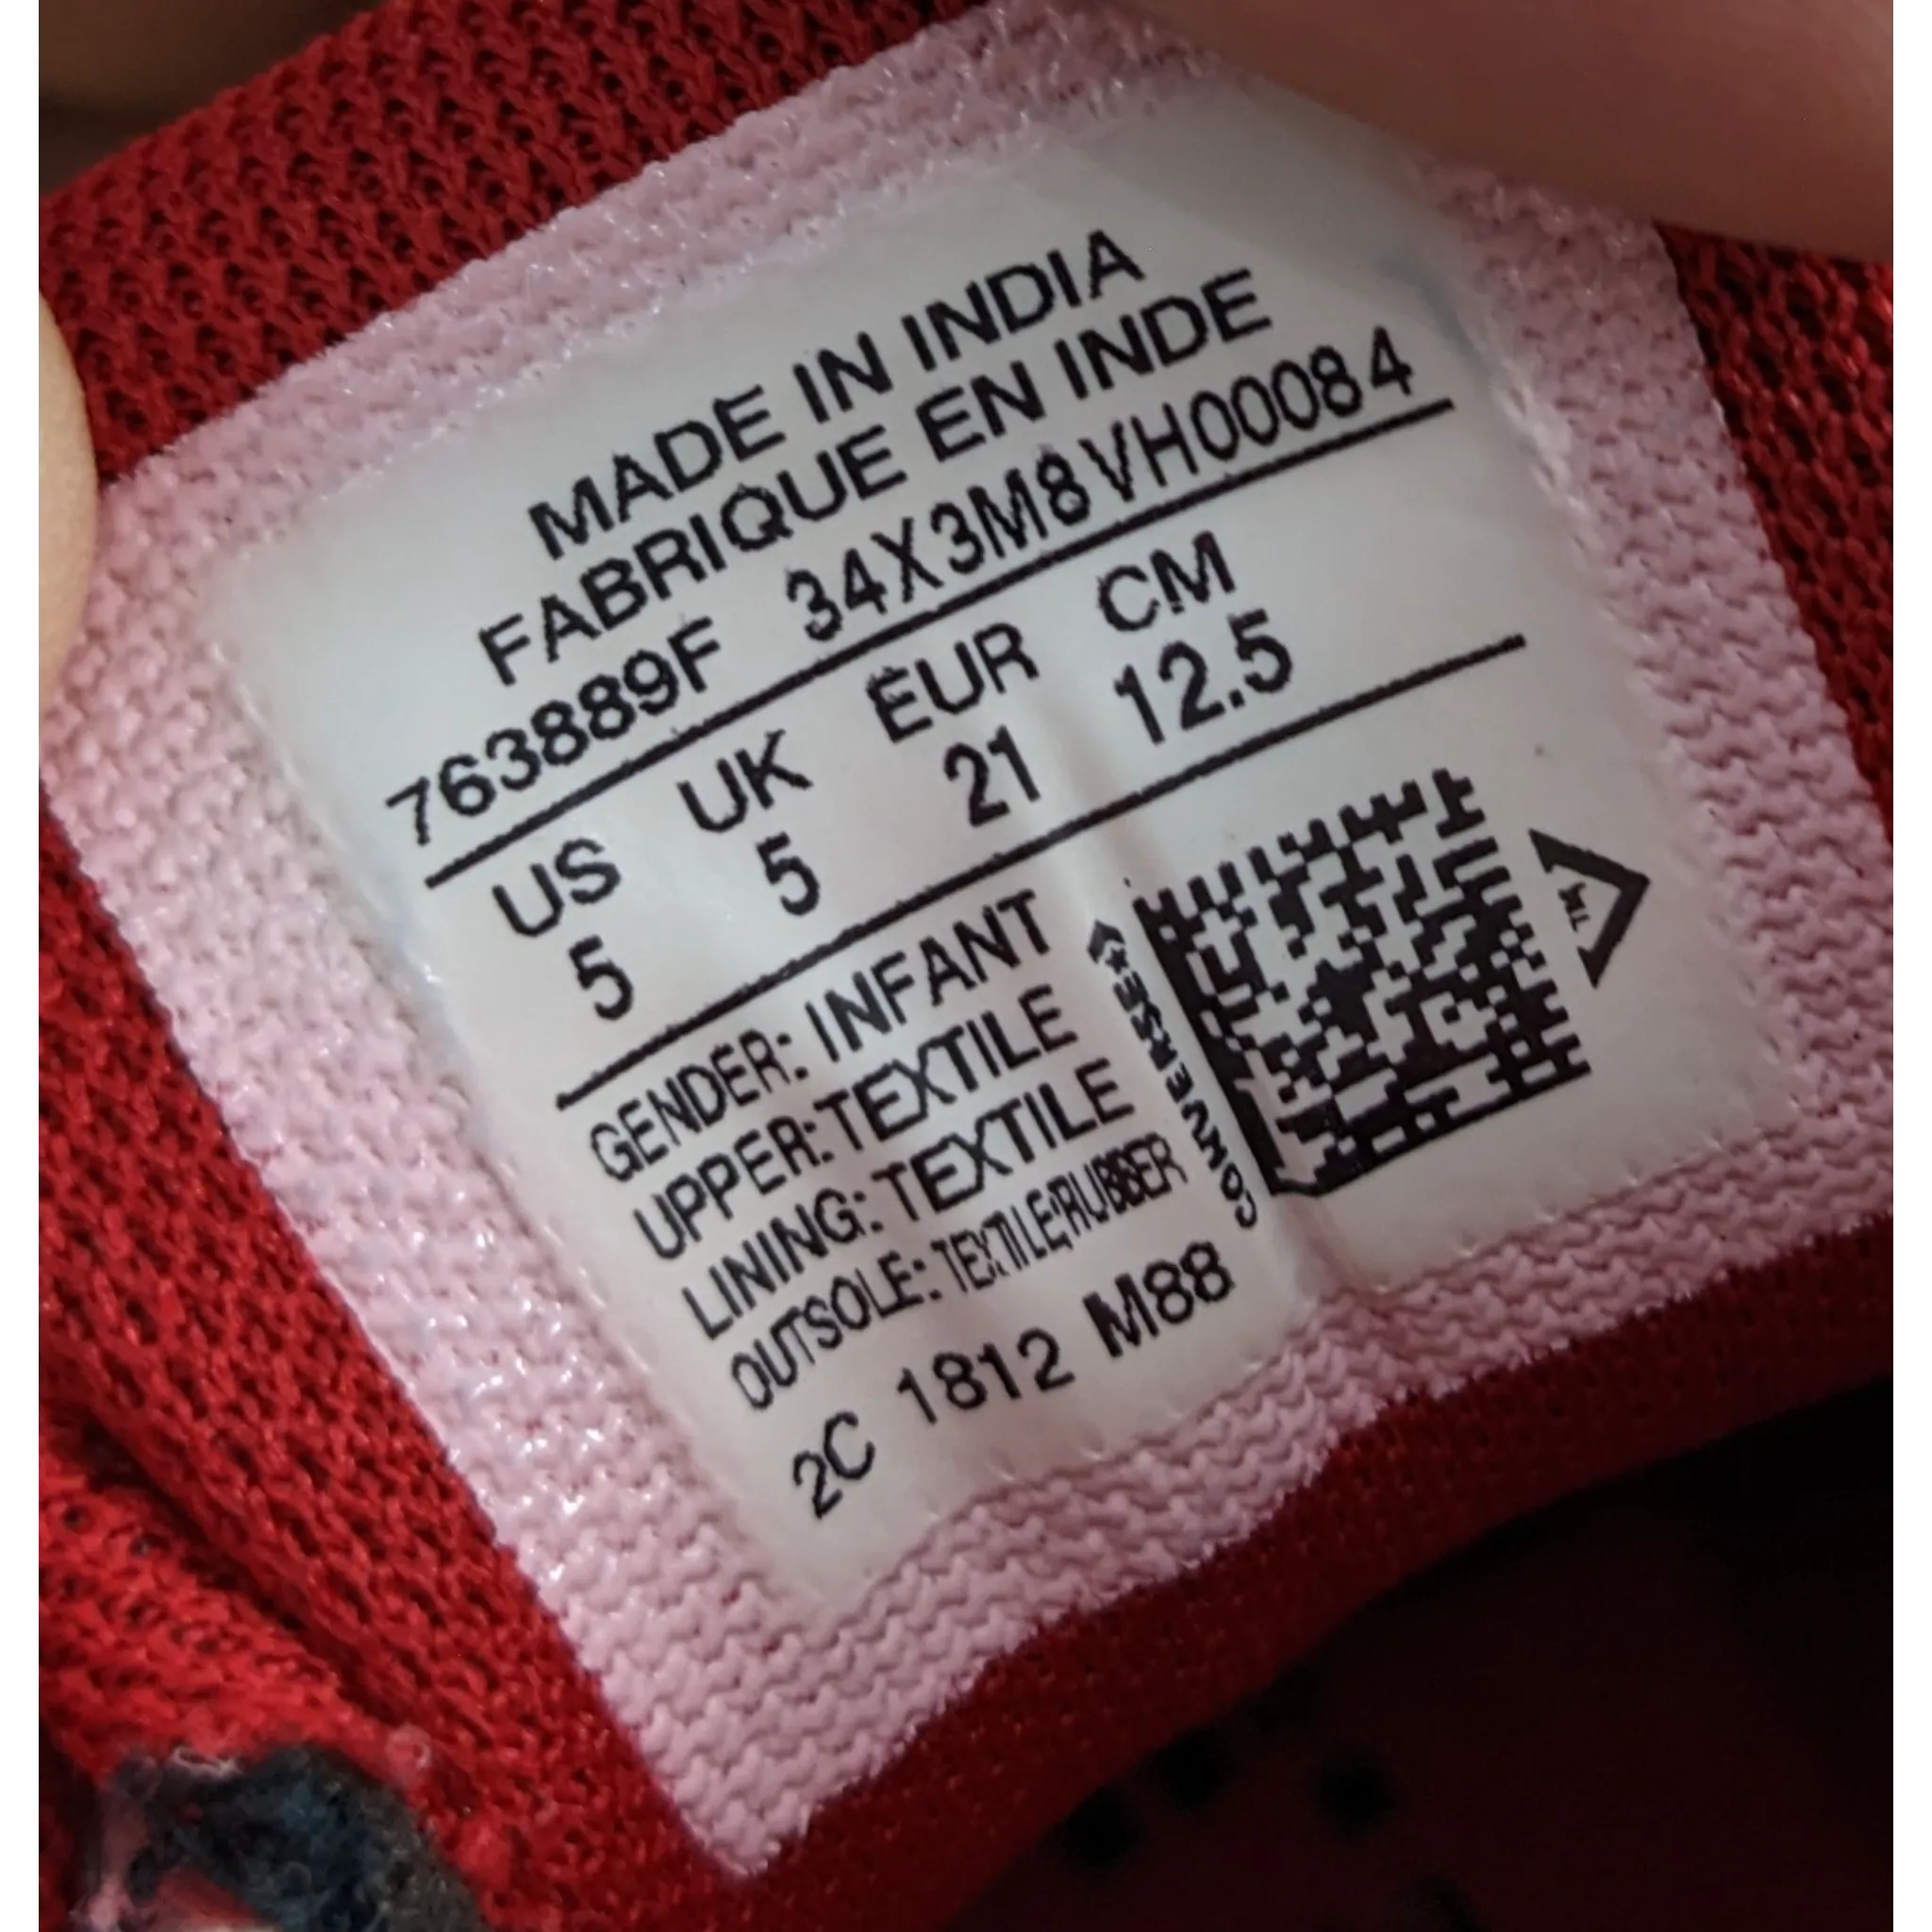 MADE IN INDIA
FABRIQUE EN INDE
763889F 34X3M8VH00084
US UK EUR CM
5 5 21 12.5
GENDER: INFANT
UPPER: TEXTILE
LINING: TEXTILE
OUTSOLE: TEXTILE;RUBBER
2C 1812 M88
CONVERSE
TM